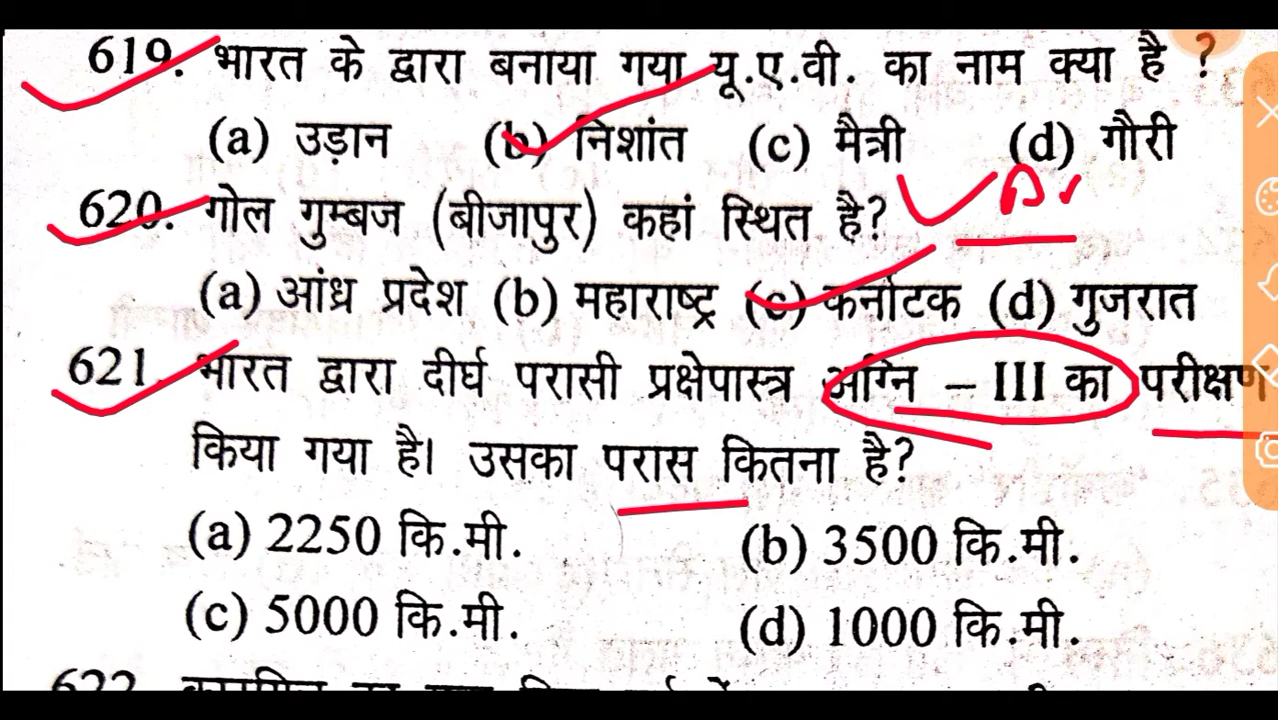 619. भारत के द्वारा बनाया गया यू.ए.वी. का नाम क्या है ?
(a) उड़ान (b) निशांत (c) मैत्री (d) गौरी
620. गोल गुम्बज (बीजापुर) कहां स्थित है?
(a) आंध्र प्रदेश (b) महाराष्ट्र (c) कर्नाटक (d) गुजरात
621. भारत द्वारा दीर्घ परासी प्रक्षेपास्त्र अग्नि – III का परीक्षण
किया गया है। उसका परास कितना है?
(a) 2250 कि.मी. (b) 3500 कि.मी.
(c) 5000 कि.मी. (d) 1000 कि.मी.
622.